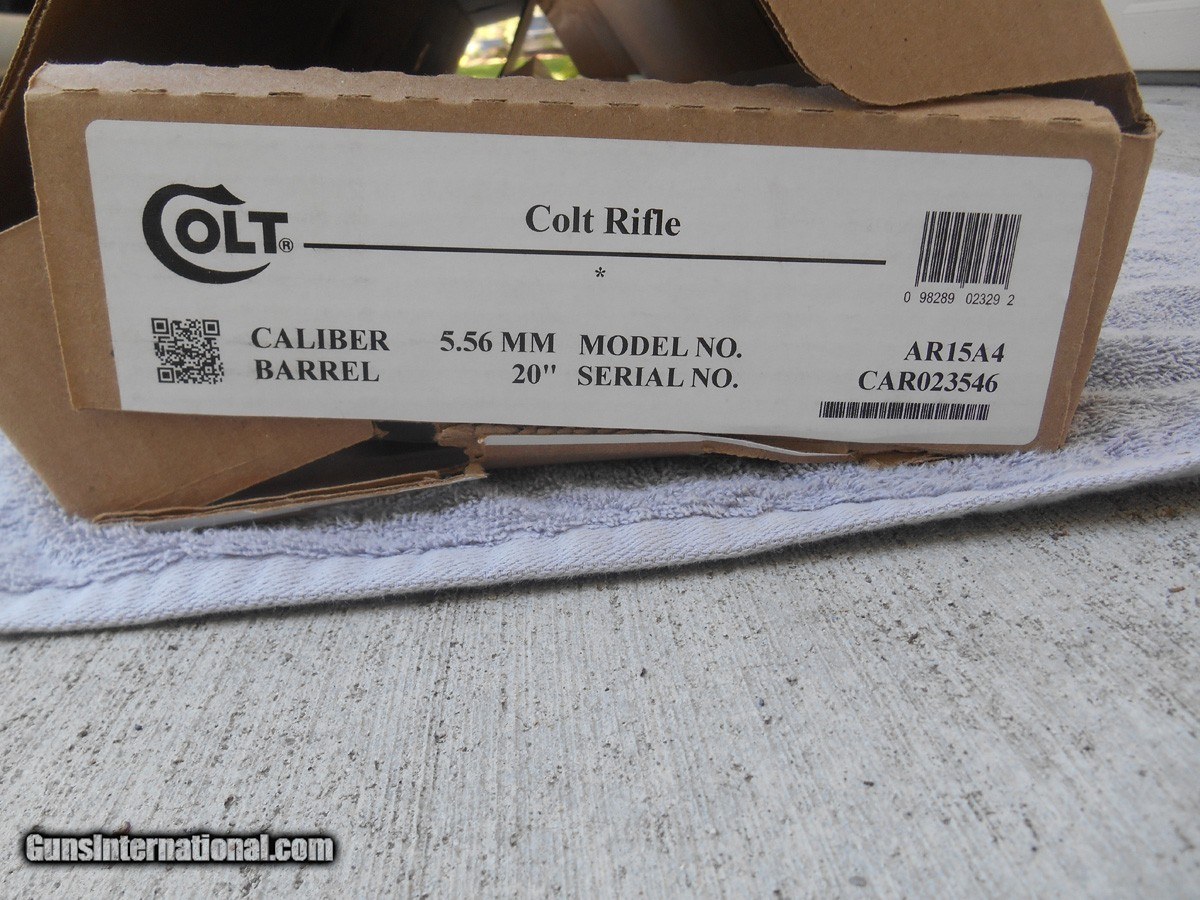 COLT®
Colt Rifle
*
0 98289 02329 2
CALIBER 5.56 MM MODEL NO. AR15A4
BARREL 20" SERIAL NO. CAR023546
GunsInternational.com